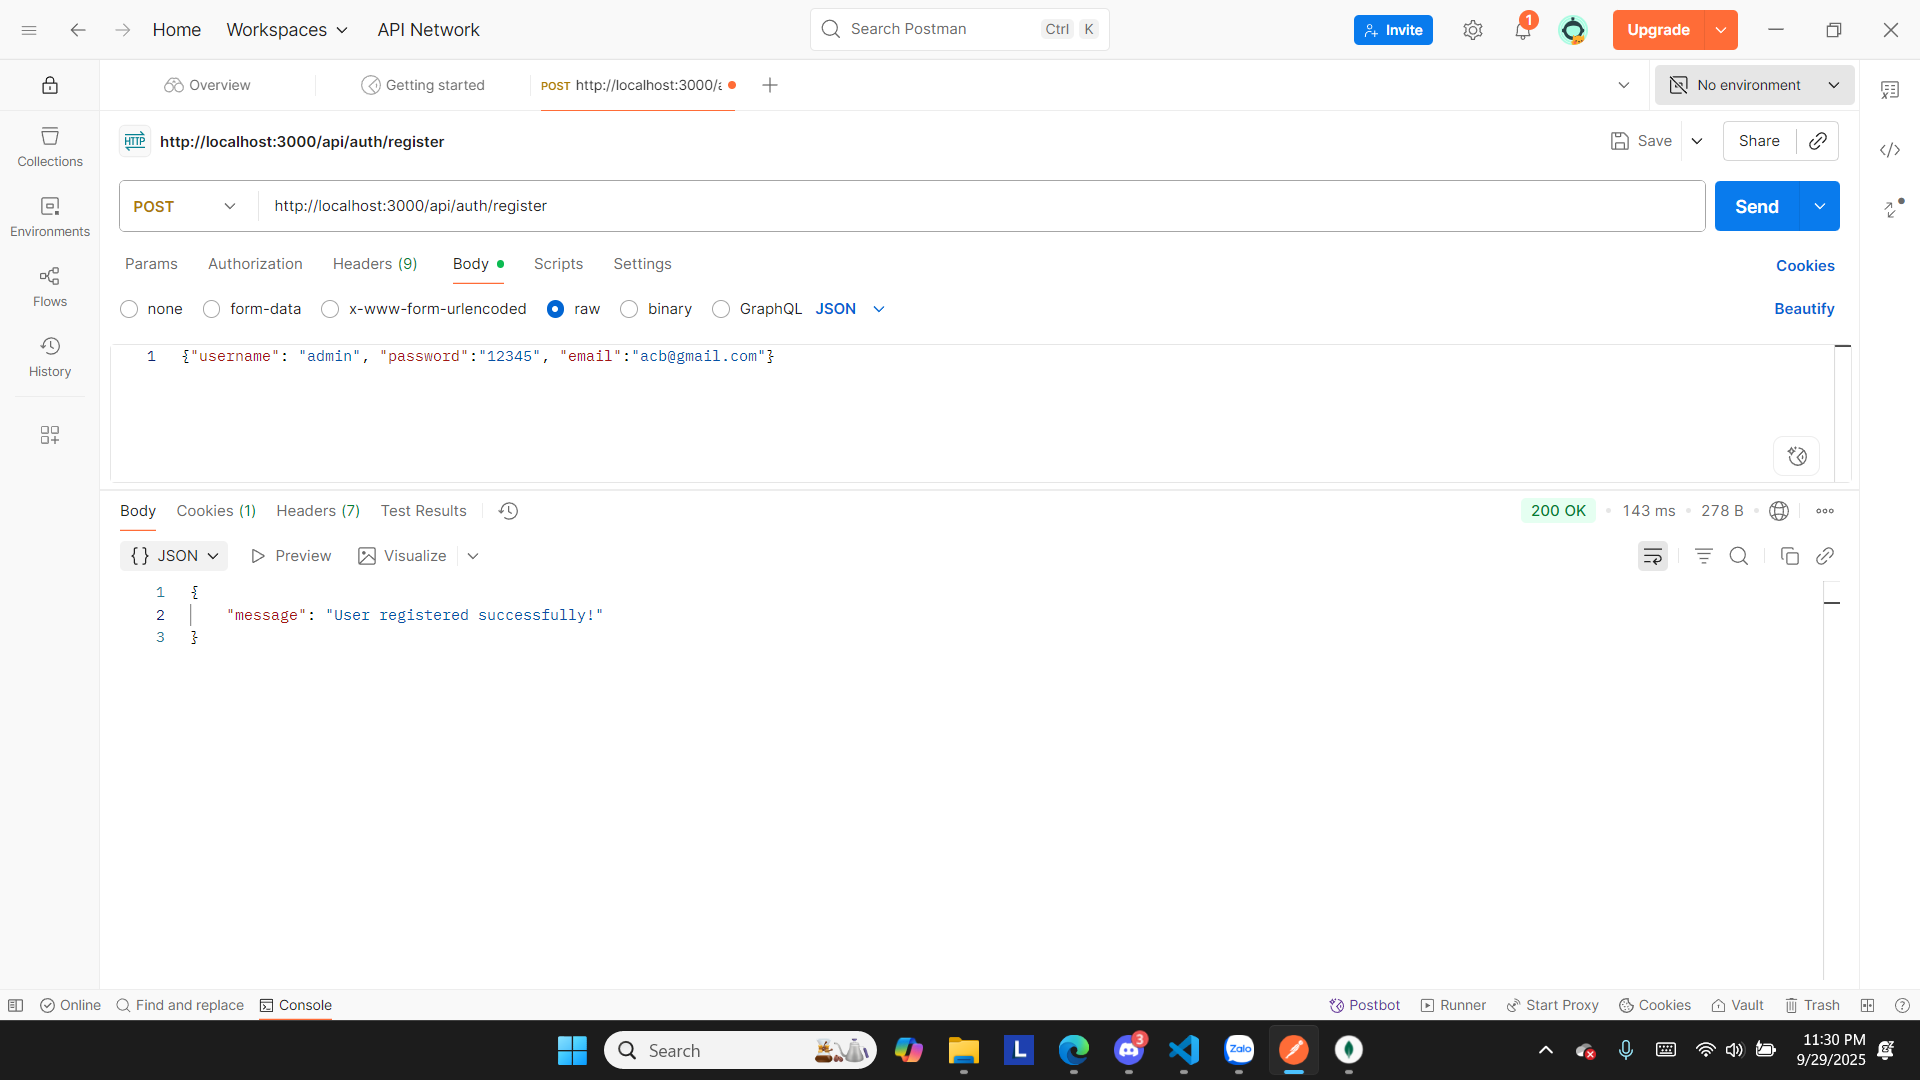 Home
Workspaces
API Network
Search Postman
Ctrl K
Invite
1
Upgrade
Overview
Getting started
POST http://localhost:3000/a
No environment
Collections
Environments
Flows
History
HTTP
http://localhost:3000/api/auth/register
Save
Share
POST
http://localhost:3000/api/auth/register
Send
Params
Authorization
Headers (9)
Body
Scripts
Settings
Cookies
none
form-data
x-www-form-urlencoded
raw
binary
GraphQL
JSON
Beautify
1 {"username": "admin", "password":"12345", "email":"acb@gmail.com"}
Body
Cookies (1)
Headers (7)
Test Results
200 OK
143 ms
278 B
{} JSON
Preview
Visualize
1 {
2 "message": "User registered successfully!"
3 }
Online
Find and replace
Console
Postbot
Runner
Start Proxy
Cookies
Vault
Trash
Search
L
3
Zalo
11:30 PM
9/29/2025